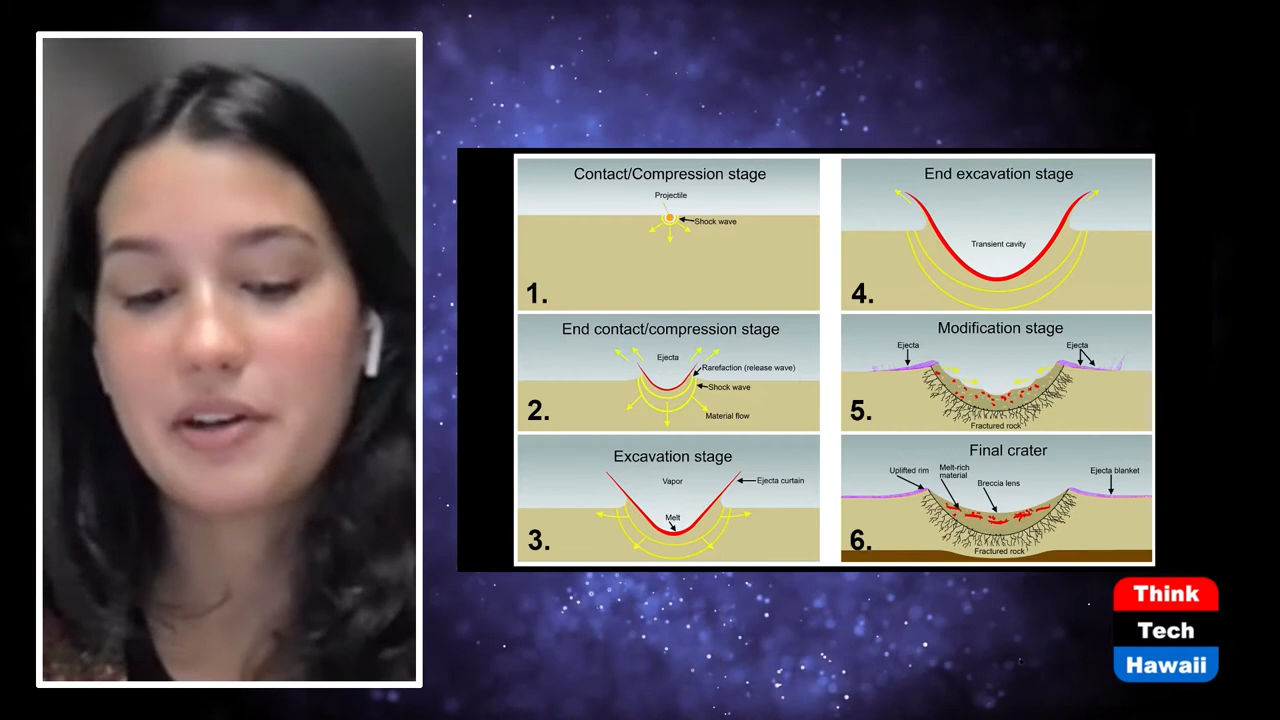 Contact/Compression stage
Projectile
Shock wave
1.
End contact/compression stage
Ejecta
Rarefaction (release wave)
Shock wave
Material flow
2.
Excavation stage
Vapor
Ejecta curtain
Melt
3.
End excavation stage
Transient cavity
4.
Modification stage
Ejecta
Ejecta
5.
Fractured rock
Final crater
Uplifted rim
Melt-rich
material
Breccia lens
Ejecta blanket
6.
Fractured rock
Think
Tech
Hawaii